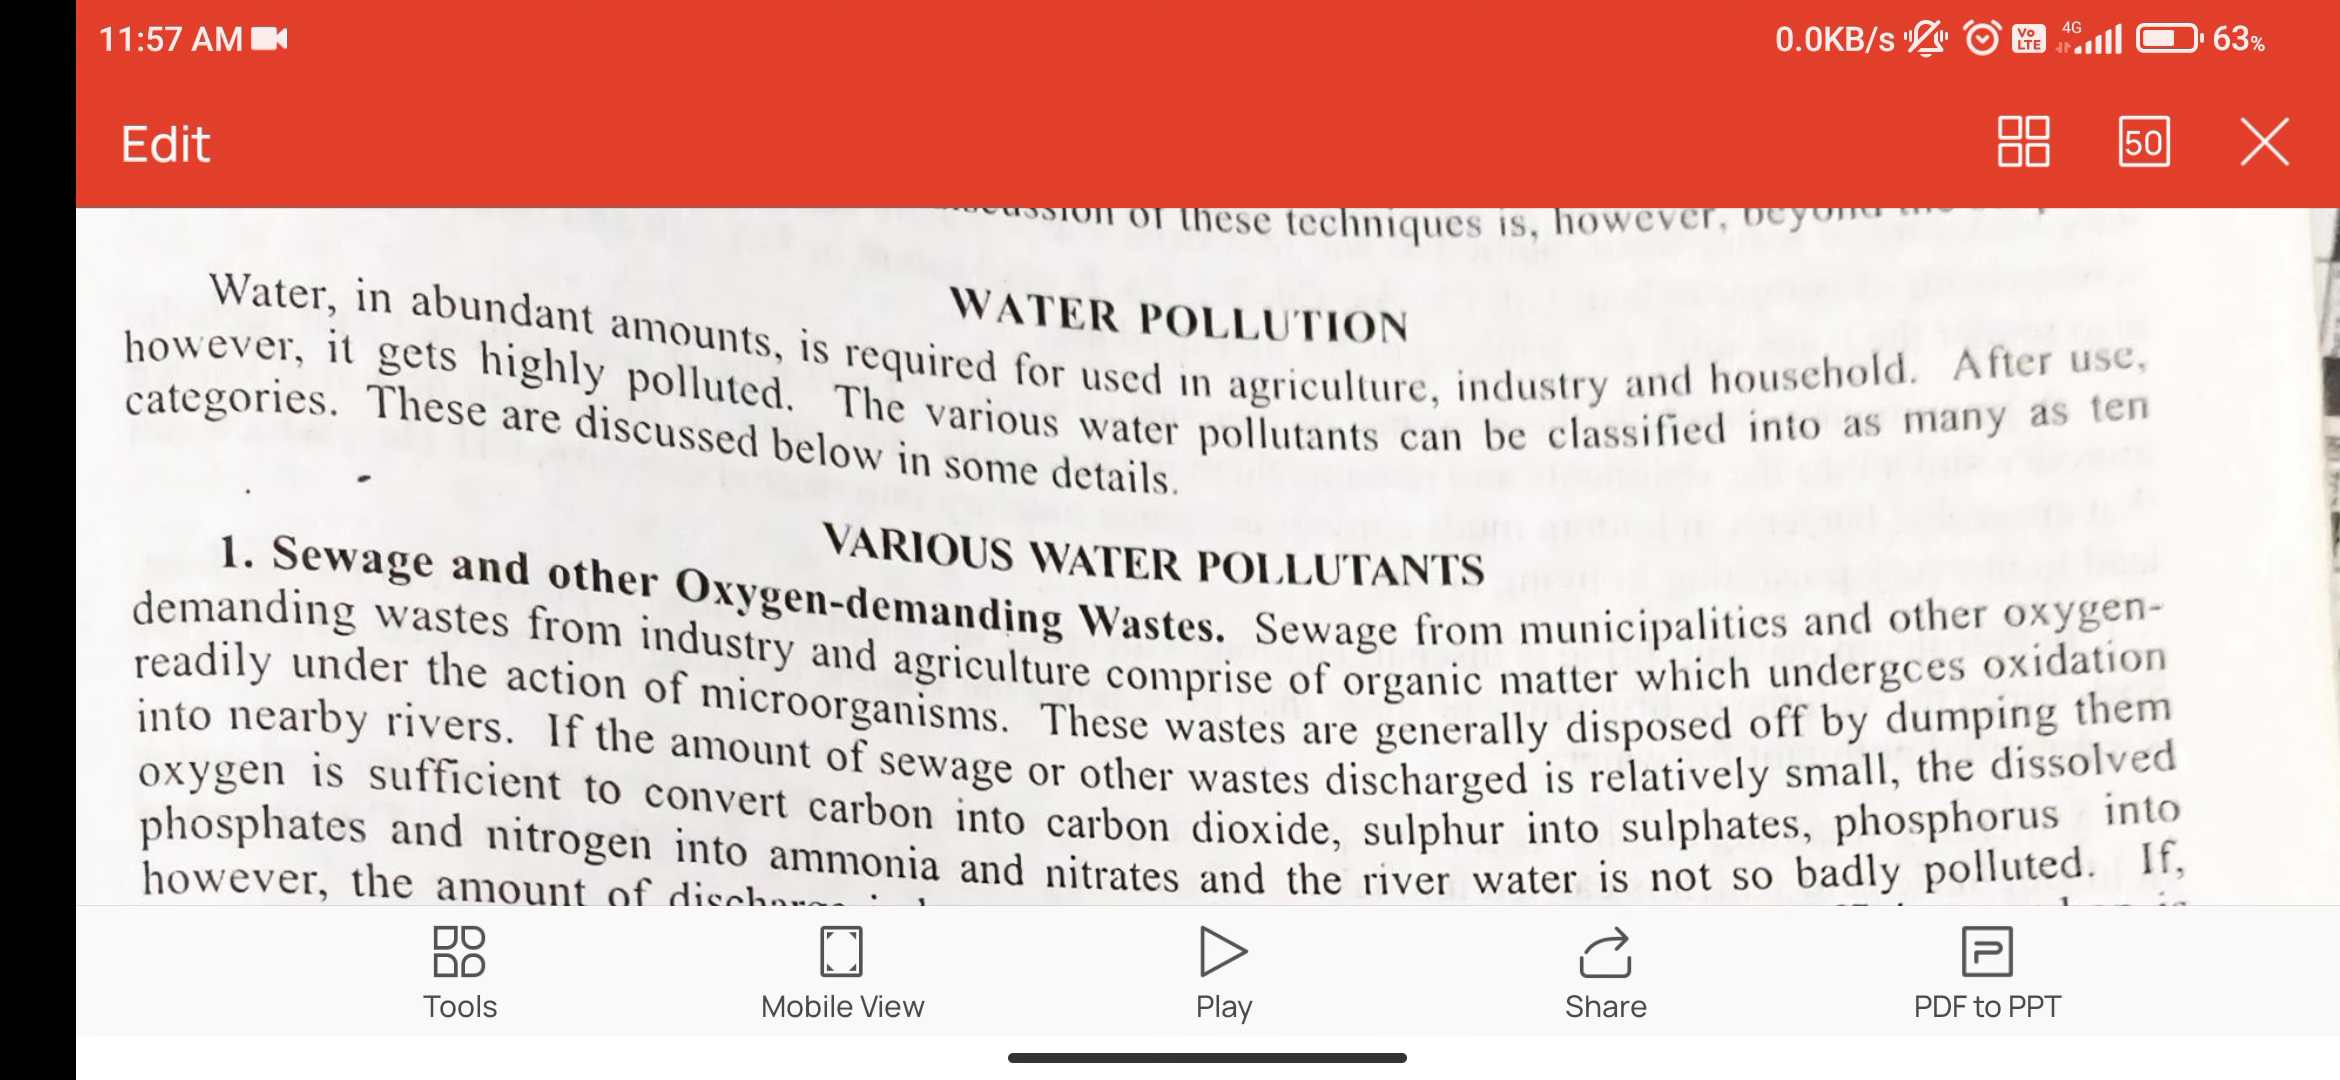 11:57 AM
0.0KB/s
Vo LTE
4G
63%
Edit
50
of these techniques is, however,
WATER POLLUTION
Water, in abundant amounts, is required for used in agriculture, industry and household. After use,
however, it gets highly polluted. The various water pollutants can be classified into as many as ten
categories. These are discussed below in some details.
VARIOUS WATER POLLUTANTS
1. Sewage and other Oxygen-demanding Wastes. Sewage from municipalities and other oxygen-
demanding wastes from industry and agriculture comprise of organic matter which undergoes oxidation
readily under the action of microorganisms. These wastes are generally disposed off by dumping them
into nearby rivers. If the amount of sewage or other wastes discharged is relatively small, the dissolved
oxygen is sufficient to convert carbon into carbon dioxide, sulphur into sulphates, phosphorus into
phosphates and nitrogen into ammonia and nitrates and the river water is not so badly polluted. If,
however, the amount of
Tools
Mobile View
Play
Share
PDF to PPT